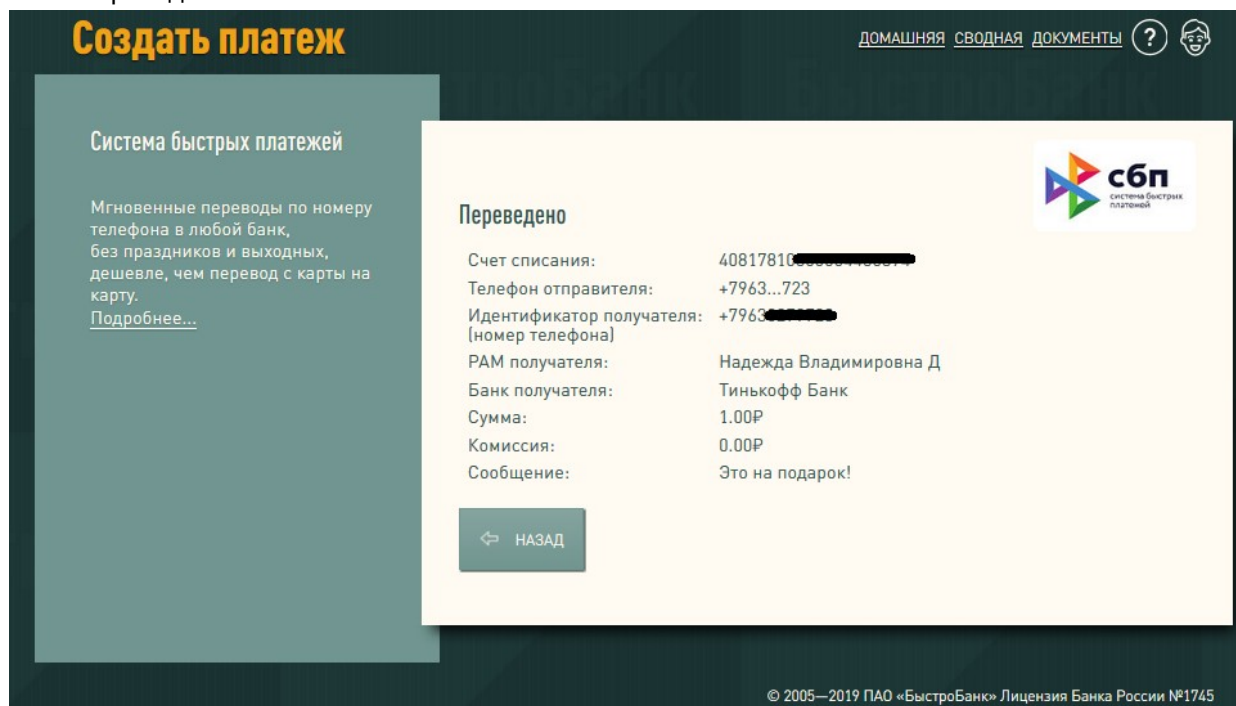 Создать платеж
ДОМАШНЯЯ СВОДНАЯ ДОКУМЕНТЫ ?
БыстроБанк
Система быстрых платежей
Мгновенные переводы по номеру
телефона в любой банк,
без праздников и выходных,
дешевле, чем перевод с карты на
карту.
Подробнее...
сбп
система быстрых
платежей
Переведено
Счет списания: 40817810
Телефон отправителя: +7963...723
Идентификатор получателя: +7963
(номер телефона)
РАМ получателя: Надежда Владимировна Д
Банк получателя: Тинькофф Банк
Сумма: 1.00₽
Комиссия: 0.00₽
Сообщение: Это на подарок!
НАЗАД
© 2005—2019 ПАО «БыстроБанк» Лицензия Банка России №1745